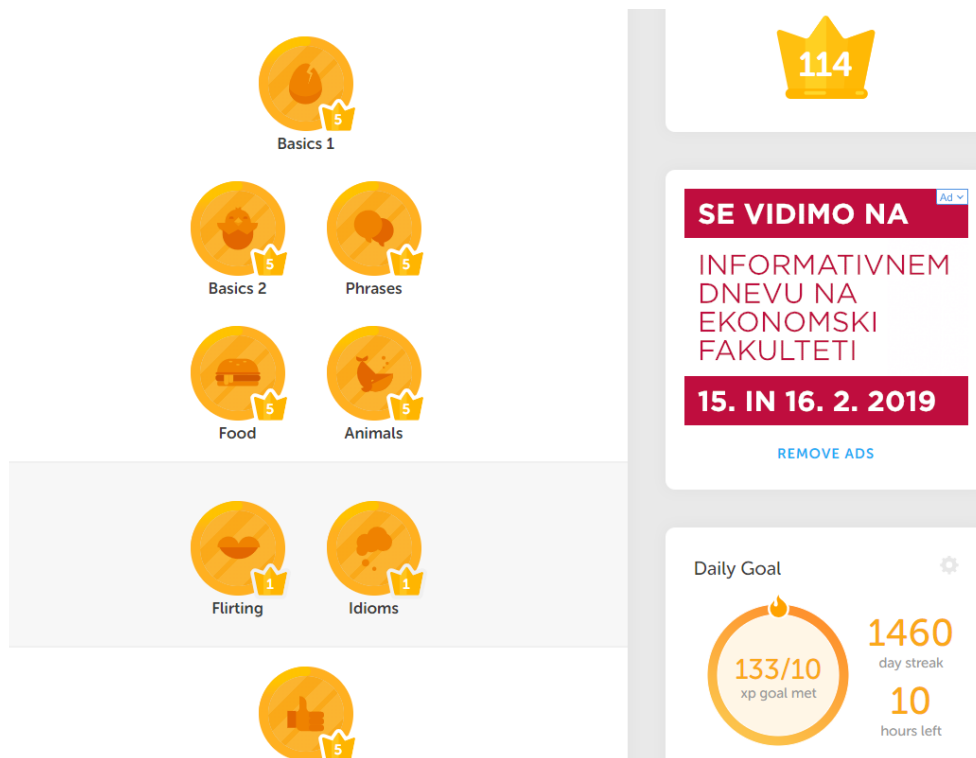 5
Basics 1
5
5
Basics 2
Phrases
5
5
Food
Animals
1
1
Flirting
Idioms
5
114
Ad
SE VIDIMO NA
INFORMATIVNEM
DNEVU NA
EKONOMSKI
FAKULTETI
15. IN 16. 2. 2019
REMOVE ADS
Daily Goal
133/10
xp goal met
1460
day streak
10
hours left